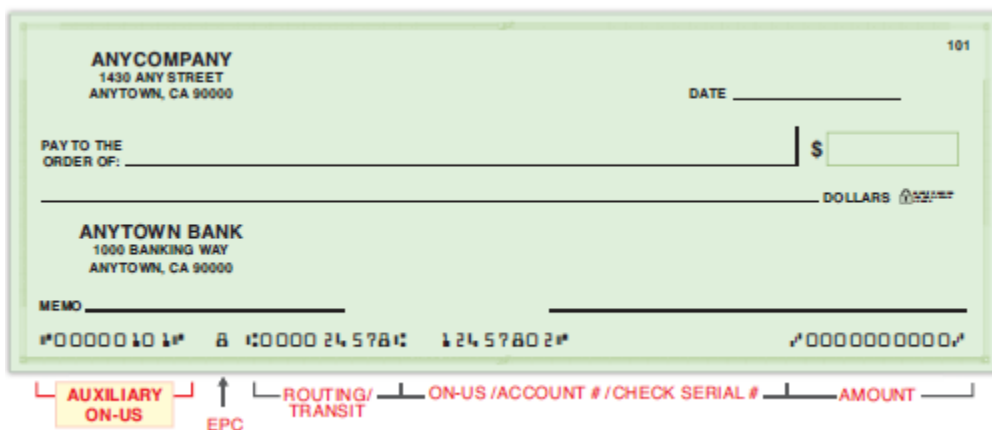 101
ANYCOMPANY
1430 ANY STREET
ANYTOWN, CA 90000
DATE
PAY TO THE
ORDER OF:
$
DOLLARS
ANYTOWN BANK
1000 BANKING WAY
ANYTOWN, CA 90000
MEMO
⑈00000101⑈ 8 ⑆000024578⑆ 12457802⑈ ⑇0000000000⑇
AUXILIARY
ON-US
EPC
ROUTING/
TRANSIT
ON-US /ACCOUNT # /CHECK SERIAL #
AMOUNT